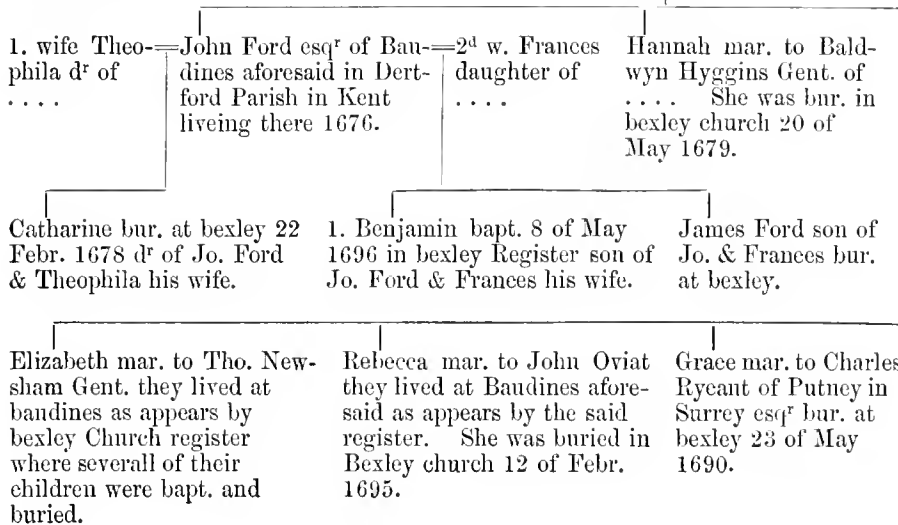 1. wife Theo-
phila dʳ of
. . . .
John Ford esqʳ of Bau-
dines aforesaid in Dert-
ford Parish in Kent
liveing there 1676.
2ᵈ w. Frances
daughter of
. . . .
Hannah mar. to Bald-
wyn Hyggins Gent. of
. . . . She was bur. in
bexley church 20 of
May 1679.
Catharine bur. at bexley 22
Febr. 1678 dʳ of Jo. Ford
& Theophila his wife.
1. Benjamin bapt. 8 of May
1696 in bexley Register son of
Jo. Ford & Frances his wife.
James Ford son of
Jo. & Frances bur.
at bexley.
Elizabeth mar. to Tho. New-
sham Gent. they lived at
bandines as appears by
bexley Church register
where severall of their
children were bapt. and
buried.
Rebecca mar. to John Oviat
they lived at Baudines afore-
said as appears by the said
register. She was buried in
Bexley church 12 of Febr.
1695.
Grace mar. to Charles
Rycant of Putney in
Surrey esqʳ bur. at
bexley 23 of May
1690.